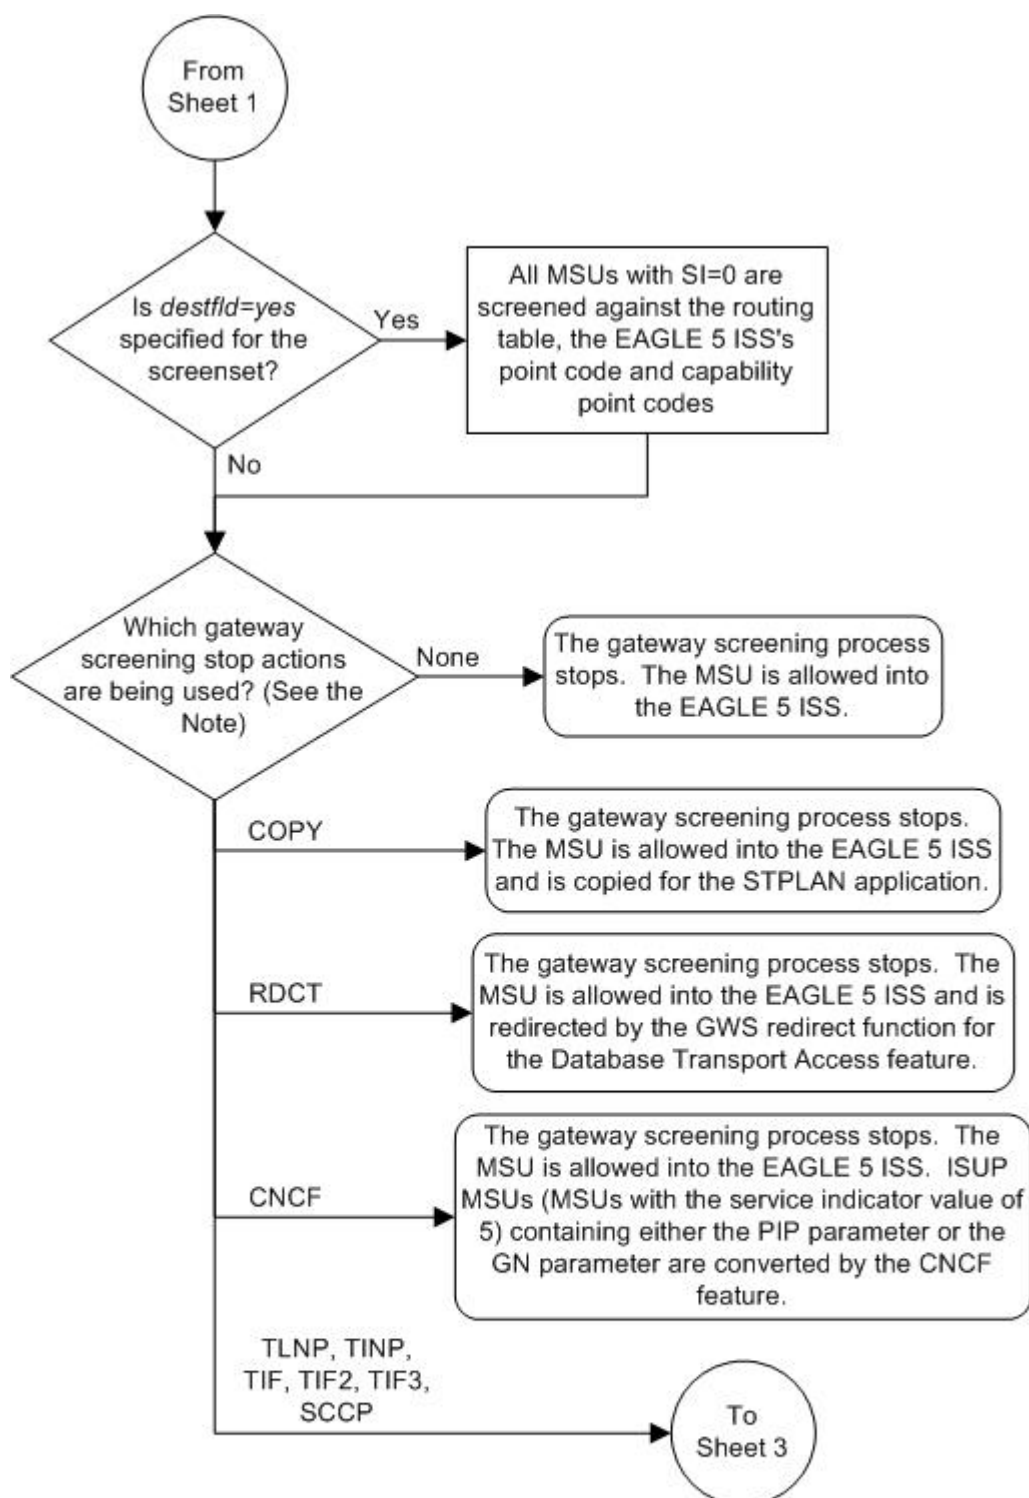 From
Sheet 1
Is destfld=yes
specified for the
screenset?
Yes
All MSUs with SI=0 are
screened against the routing
table, the EAGLE 5 ISS's
point code and capability
point codes
No
Which gateway
screening stop actions
are being used? (See the
Note)
None
The gateway screening process
stops.  The MSU is allowed into
the EAGLE 5 ISS.
COPY
The gateway screening process stops.
The MSU is allowed into the EAGLE 5 ISS
and is copied for the STPLAN application.
RDCT
The gateway screening process stops.  The
MSU is allowed into the EAGLE 5 ISS and is
redirected by the GWS redirect function for
the Database Transport Access feature.
CNCF
The gateway screening process stops.  The
MSU is allowed into the EAGLE 5 ISS.  ISUP
MSUs (MSUs with the service indicator value of
5) containing either the PIP parameter or the
GN parameter are converted by the CNCF
feature.
TLNP, TINP,
TIF, TIF2, TIF3,
SCCP
To
Sheet 3